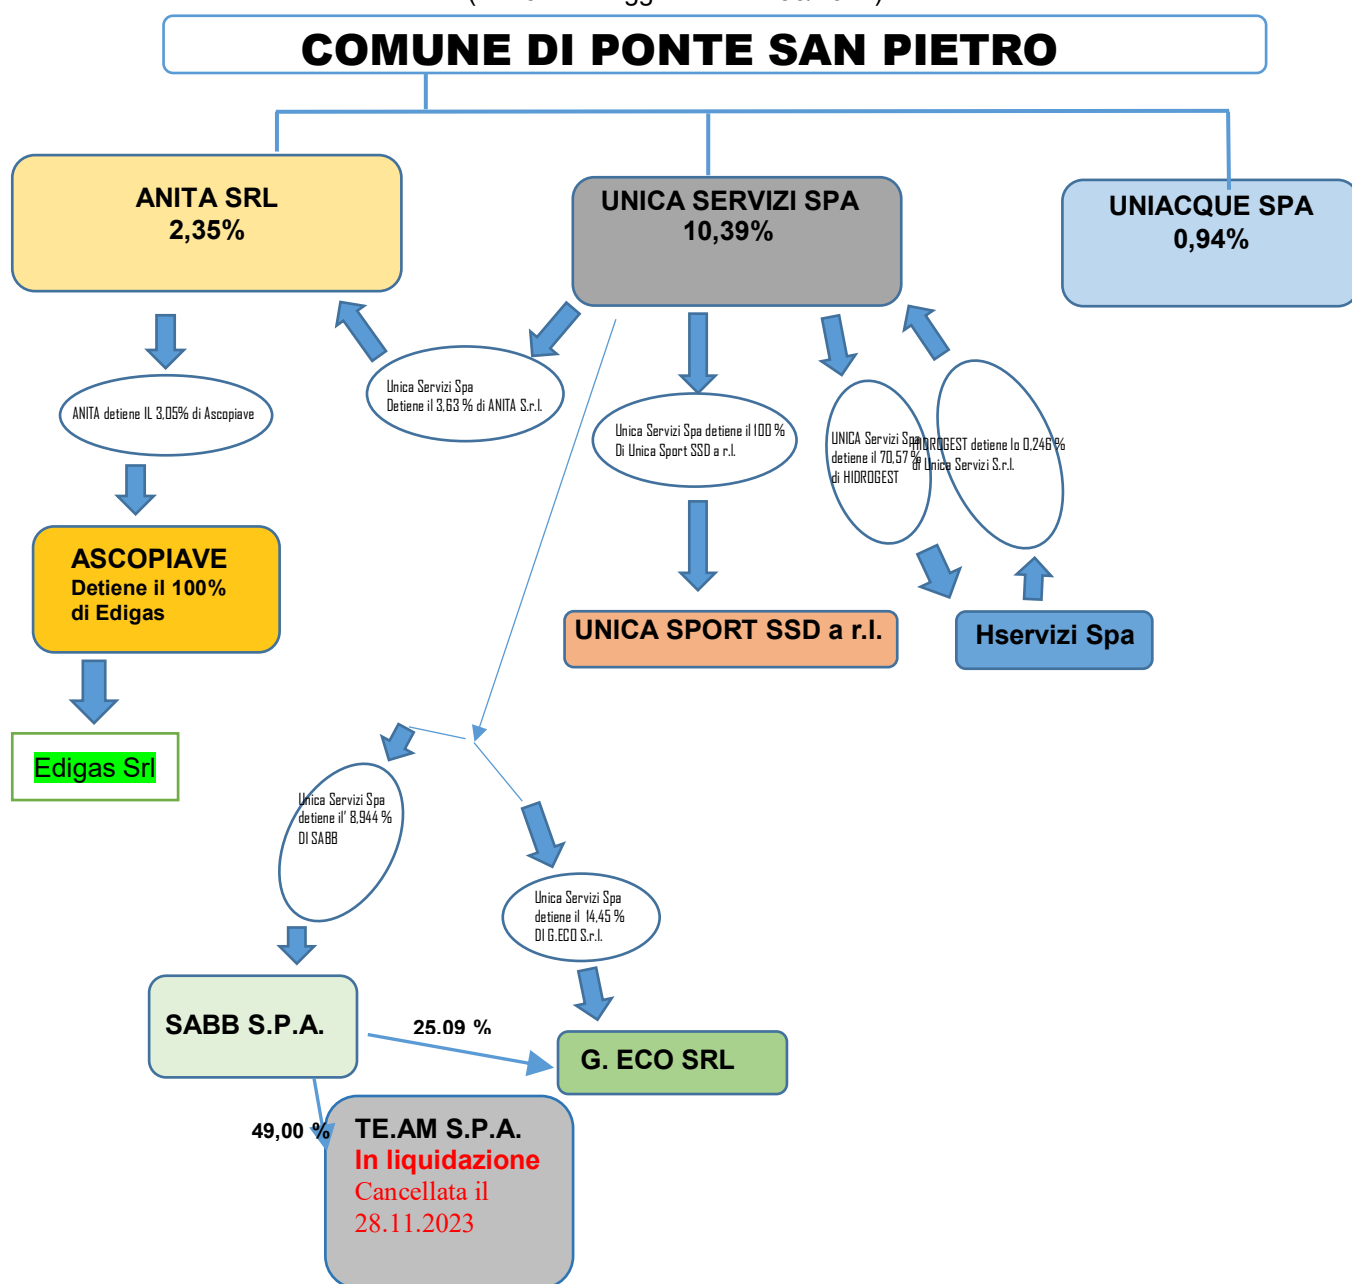 COMUNE DI PONTE SAN PIETRO
ANITA SRL
2,35%
UNICA SERVIZI SPA
10,39%
UNIACQUE SPA
0,94%
ANITA detiene IL 3,05% di Ascopiave
Unica Servizi Spa
Detiene il 3,63 % di ANITA S.r.l.
Unica Servizi Spa detiene il 100 %
Di Unica Sport SSD a r.l.
UNICA Servizi Spa
detiene il 70,57 %
di HIDROGEST
HIDROGEST detiene lo 0,246 %
di Unica Servizi S.r.l.
ASCOPIAVE
Detiene il 100%
di Edigas
UNICA SPORT SSD a r.l.
Hservizi Spa
Edigas Srl
Unica Servizi Spa
detiene il' 8,944 %
DI SABB
Unica Servizi Spa
detiene il 14,45 %
DI G.ECO S.r.l.
SABB S.P.A.
25.09 %
G. ECO SRL
49,00 %
TE.AM S.P.A.
In liquidazione
Cancellata il
28.11.2023